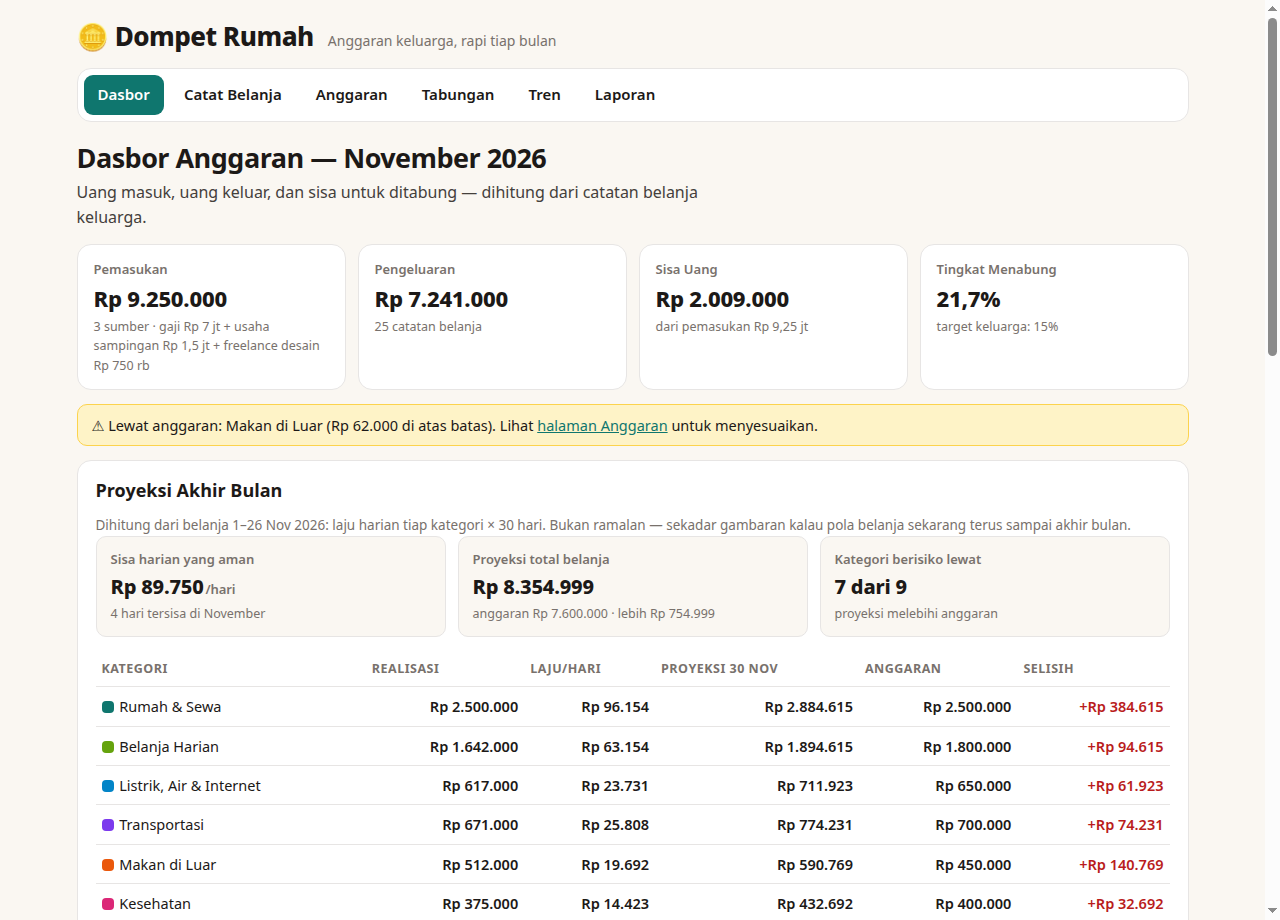 🪙 Dompet Rumah Anggaran keluarga, rapi tiap bulan
Dasbor Catat Belanja Anggaran Tabungan Tren Laporan
Dasbor Anggaran — November 2026
Uang masuk, uang keluar, dan sisa untuk ditabung — dihitung dari catatan belanja
keluarga.
Pemasukan
Rp 9.250.000
3 sumber · gaji Rp 7 jt + usaha
sampingan Rp 1,5 jt + freelance desain
Rp 750 rb
Pengeluaran
Rp 7.241.000
25 catatan belanja
Sisa Uang
Rp 2.009.000
dari pemasukan Rp 9,25 jt
Tingkat Menabung
21,7%
target keluarga: 15%
⚠ Lewat anggaran: Makan di Luar (Rp 62.000 di atas batas). Lihat halaman Anggaran untuk menyesuaikan.
Proyeksi Akhir Bulan
Dihitung dari belanja 1–26 Nov 2026: laju harian tiap kategori × 30 hari. Bukan ramalan — sekadar gambaran kalau pola belanja sekarang terus sampai akhir bulan.
Sisa harian yang aman
Rp 89.750 /hari
4 hari tersisa di November
Proyeksi total belanja
Rp 8.354.999
anggaran Rp 7.600.000 · lebih Rp 754.999
Kategori berisiko lewat
7 dari 9
proyeksi melebihi anggaran
KATEGORI REALISASI LAJU/HARI PROYEKSI 30 NOV ANGGARAN SELISIH
Rumah & Sewa Rp 2.500.000 Rp 96.154 Rp 2.884.615 Rp 2.500.000 +Rp 384.615
Belanja Harian Rp 1.642.000 Rp 63.154 Rp 1.894.615 Rp 1.800.000 +Rp 94.615
Listrik, Air & Internet Rp 617.000 Rp 23.731 Rp 711.923 Rp 650.000 +Rp 61.923
Transportasi Rp 671.000 Rp 25.808 Rp 774.231 Rp 700.000 +Rp 74.231
Makan di Luar Rp 512.000 Rp 19.692 Rp 590.769 Rp 450.000 +Rp 140.769
Kesehatan Rp 375.000 Rp 14.423 Rp 432.692 Rp 400.000 +Rp 32.692